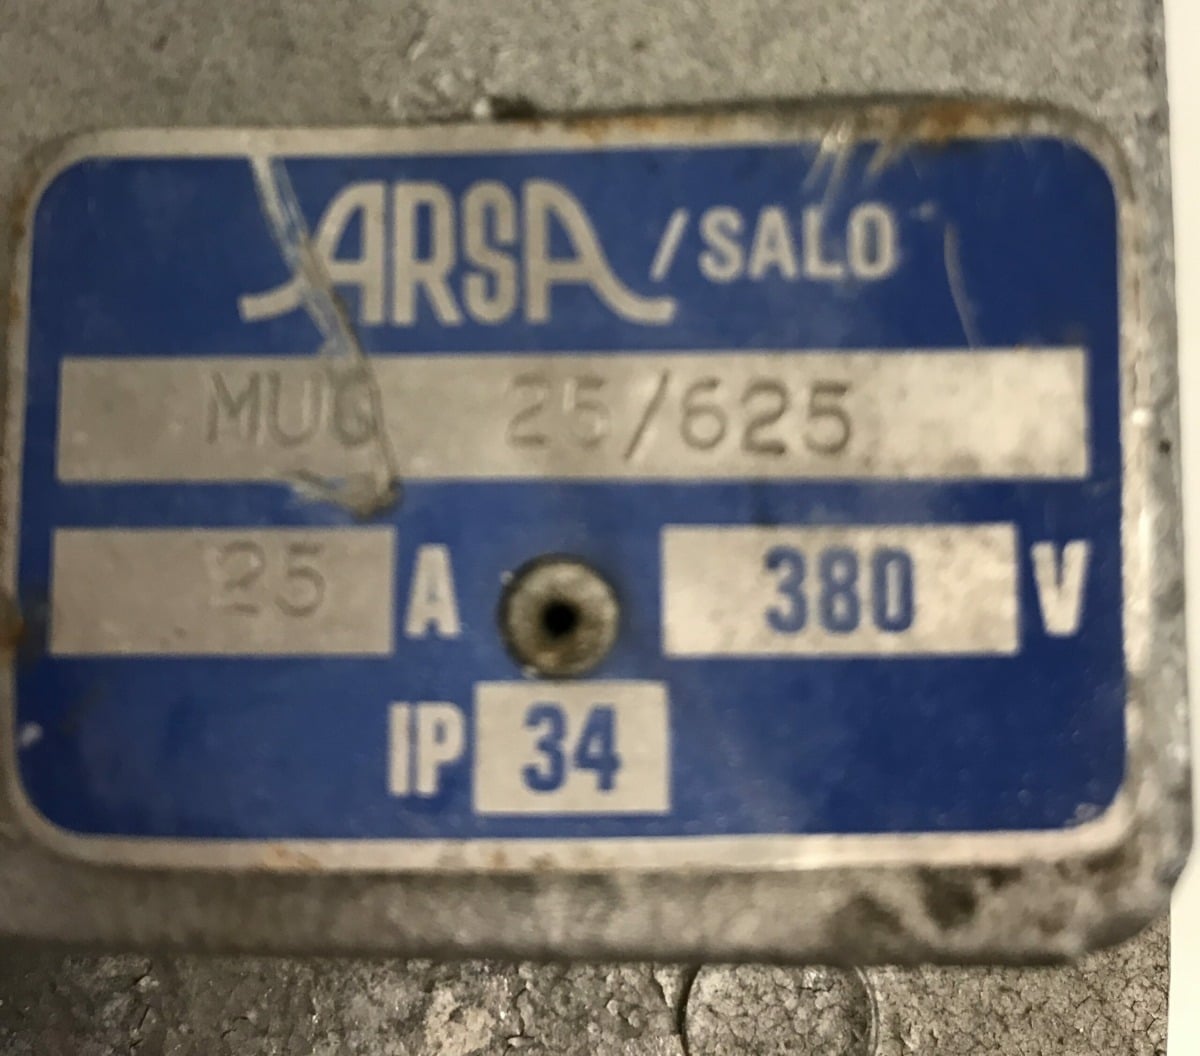 ARSA / SALO
MUG 25/625
25 A 380 V
IP 34